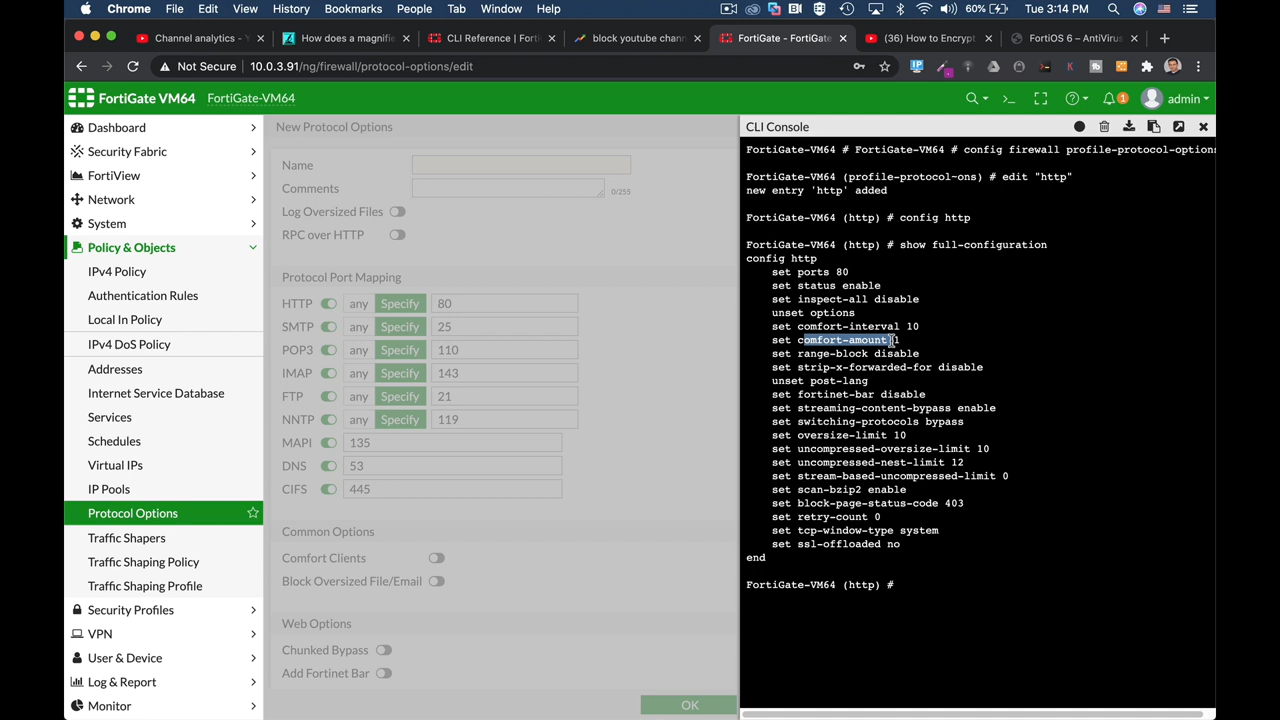 Chrome File Edit View History Bookmarks People Tab Window Help 60% Tue 3:14 PM
Channel analytics - Y
How does a magnifie
CLI Reference | Forti
block youtube chann
FortiGate - FortiGate
(36) How to Encrypt
FortiOS 6 – AntiVirus
Not Secure 10.0.3.91/ng/firewall/protocol-options/edit
FortiGate VM64 FortiGate-VM64 1 admin
Dashboard
Security Fabric
FortiView
Network
System
Policy & Objects
IPv4 Policy
Authentication Rules
Local In Policy
IPv4 DoS Policy
Addresses
Internet Service Database
Services
Schedules
Virtual IPs
IP Pools
Protocol Options
Traffic Shapers
Traffic Shaping Policy
Traffic Shaping Profile
Security Profiles
VPN
User & Device
Log & Report
Monitor
New Protocol Options
Name
Comments 0/255
Log Oversized Files
RPC over HTTP
Protocol Port Mapping
HTTP any Specify 80
SMTP any Specify 25
POP3 any Specify 110
IMAP any Specify 143
FTP any Specify 21
NNTP any Specify 119
MAPI 135
DNS 53
CIFS 445
Common Options
Comfort Clients
Block Oversized File/Email
Web Options
Chunked Bypass
Add Fortinet Bar
OK
CLI Console
FortiGate-VM64 # FortiGate-VM64 # config firewall profile-protocol-options
FortiGate-VM64 (profile-protocol~ons) # edit "http"
new entry 'http' added
FortiGate-VM64 (http) # config http
FortiGate-VM64 (http) # show full-configuration
config http
set ports 80
set status enable
set inspect-all disable
unset options
set comfort-interval 10
set comfort-amount 1
set range-block disable
set strip-x-forwarded-for disable
unset post-lang
set fortinet-bar disable
set streaming-content-bypass enable
set switching-protocols bypass
set oversize-limit 10
set uncompressed-oversize-limit 10
set uncompressed-nest-limit 12
set stream-based-uncompressed-limit 0
set scan-bzip2 enable
set block-page-status-code 403
set retry-count 0
set tcp-window-type system
set ssl-offloaded no
end
FortiGate-VM64 (http) #